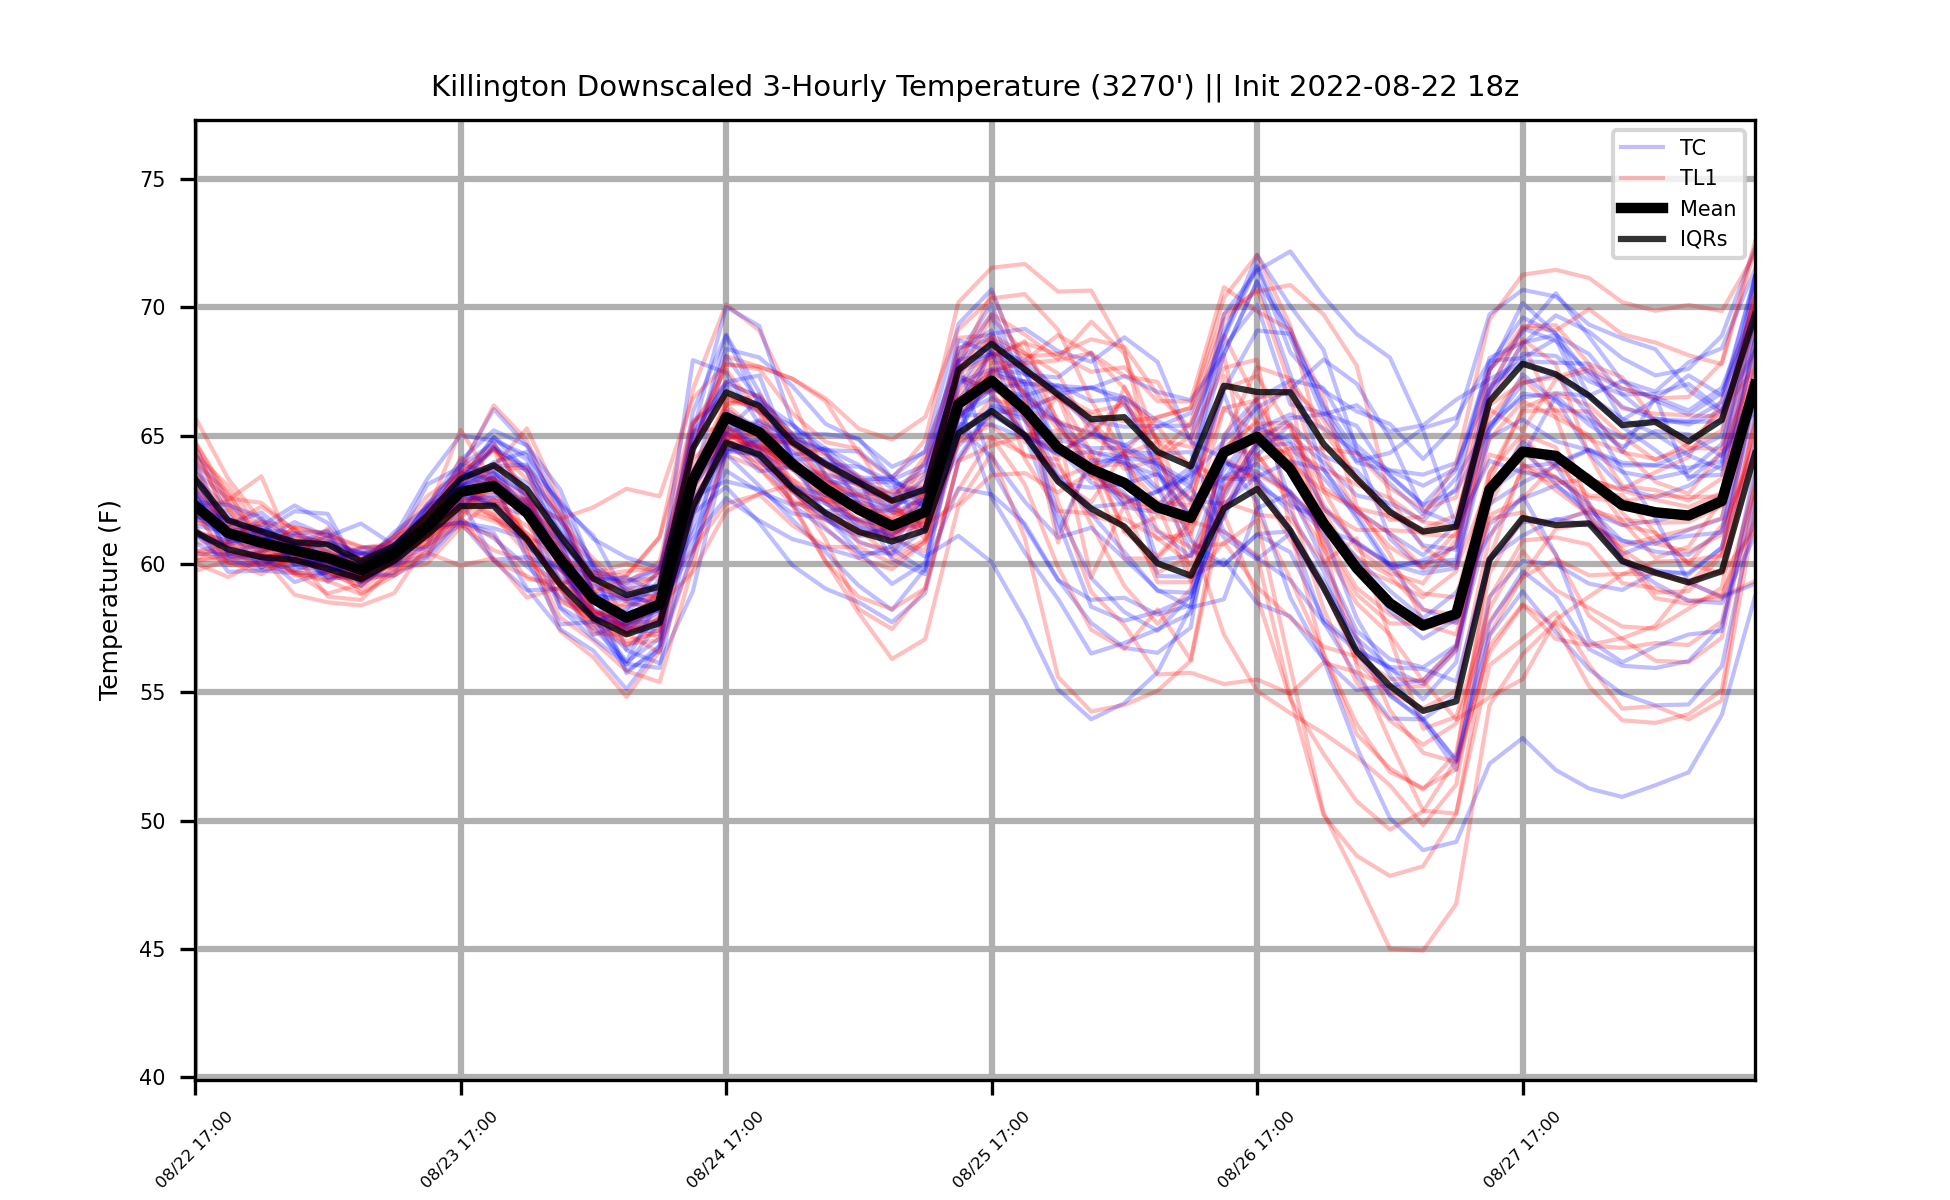 Killington Downscaled 3-Hourly Temperature (3270') || Init 2022-08-22 18z
TC
TL1
Mean
IQRs
Temperature (F)
75
70
65
60
55
50
45
40
08/22 17:00
08/23 17:00
08/24 17:00
08/25 17:00
08/26 17:00
08/27 17:00